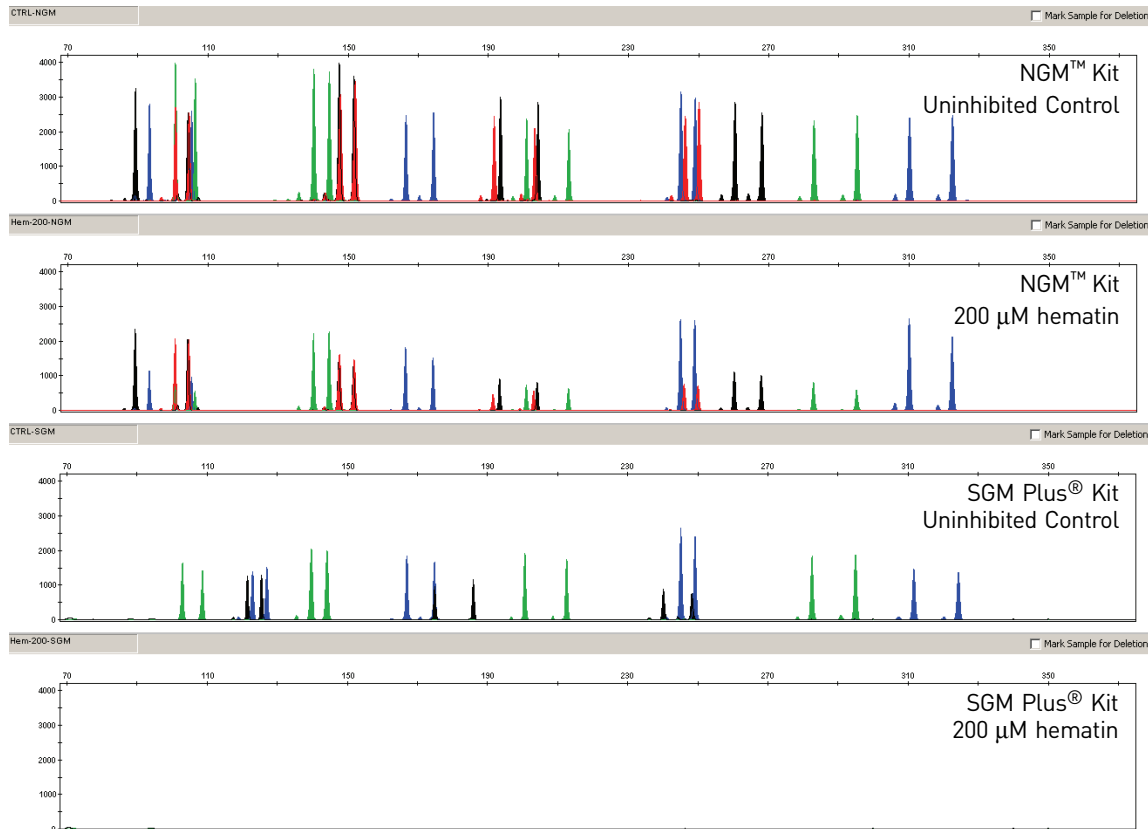 CTRL-NGM
Mark Sample for Deletion
70 110 150 190 230 270 310 350
4000
3000
2000
1000
0
NGM™ Kit
Uninhibited Control
Hem-200-NGM
Mark Sample for Deletion
70 110 150 190 230 270 310 350
4000
3000
2000
1000
0
NGM™ Kit
200 µM hematin
CTRL-SGM
Mark Sample for Deletion
70 110 150 190 230 270 310 350
4000
3000
2000
1000
0
SGM Plus® Kit
Uninhibited Control
Hem-200-SGM
Mark Sample for Deletion
70 110 150 190 230 270 310 350
4000
3000
2000
1000
0
SGM Plus® Kit
200 µM hematin